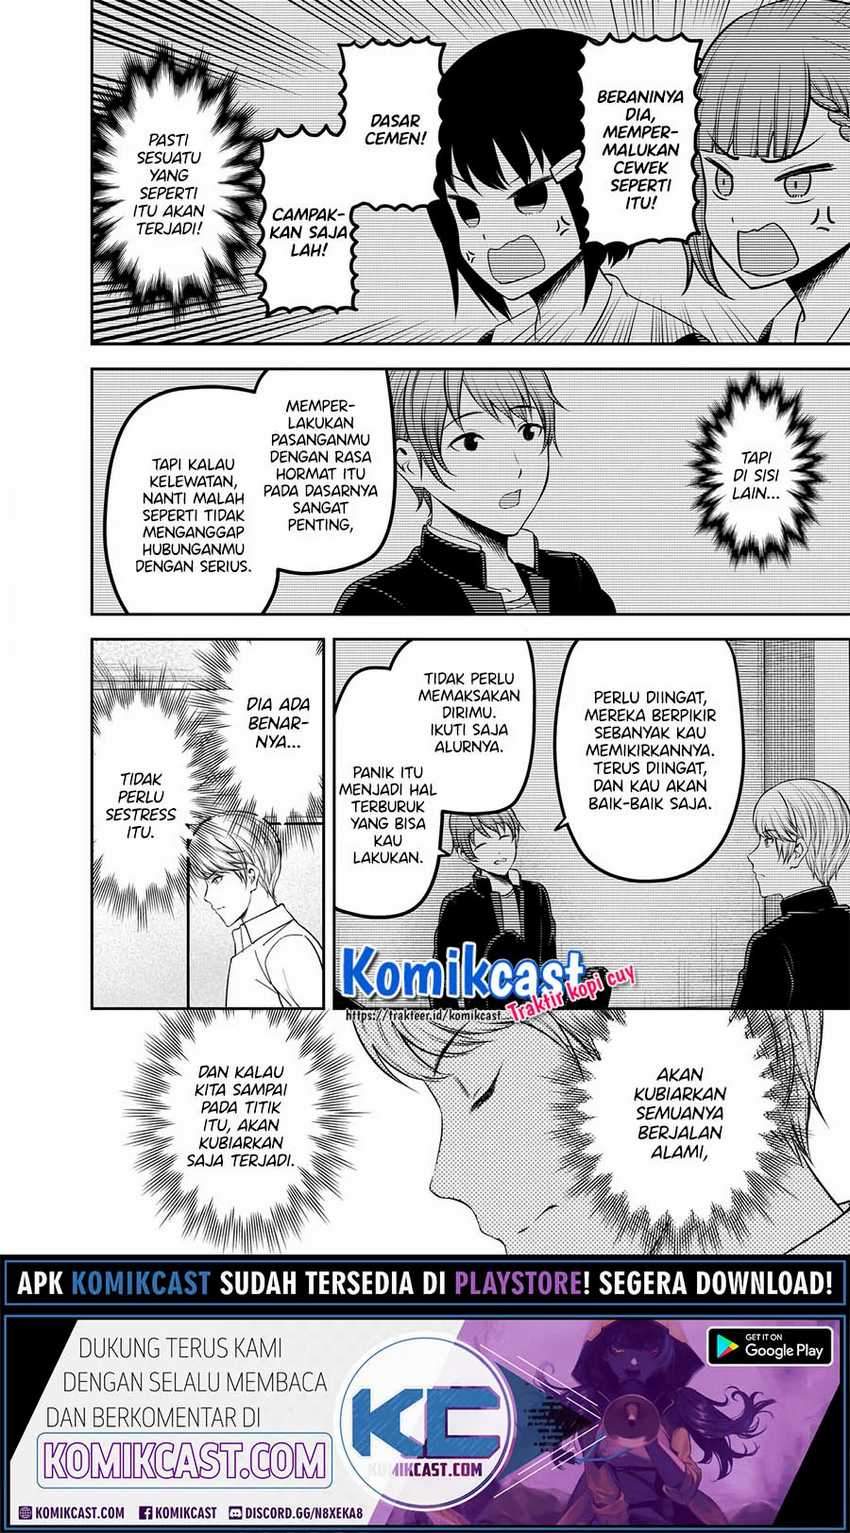 BERANINYA
DIA,
MEMPER-
MALUKAN
CEWEK
SEPERTI
ITU!
DASAR
CEMEN!
CAMPAK-
KAN SAJA
LAH!
PASTI
SESUATU
YANG
SEPERTI
ITU AKAN
TERJADI!
TAPI
DI SISI
LAIN...
MEMPER-
LAKUKAN
PASANGANMU
DENGAN RASA
HORMAT ITU
PADA DASARNYA
SANGAT
PENTING,
TAPI KALAU
KELEWATAN,
NANTI MALAH
SEPERTI TIDAK
MENGANGGAP
HUBUNGANMU
DENGAN SERIUS.
PERLU DIINGAT,
MEREKA BERPIKIR
SEBANYAK KAU
MEMIKIRKANNYA.
TERUS DIINGAT,
DAN KAU AKAN
BAIK-BAIK SAJA.
TIDAK PERLU
MEMAKSAKAN
DIRIMU.
IKUTI SAJA
ALURNYA.
PANIK ITU
MENJADI HAL
TERBURUK
YANG BISA
KAU
LAKUKAN.
DIA ADA
BENAR-
NYA...
TIDAK
PERLU
SESTRESS
ITU.
Komikcast
Traktir kopi cuy
https://trakteer.id/komikcast...
AKAN
KUBIARKAN
SEMUANYA
BERJALAN
ALAMI,
DAN KALAU
KITA SAMPAI
PADA TITIK
ITU, AKAN
KUBIARKAN
SAJA TERJADI.
APK KOMIKCAST SUDAH TERSEDIA DI PLAYSTORE! SEGERA DOWNLOAD!
DUKUNG TERUS KAMI
DENGAN SELALU MEMBACA
DAN BERKOMENTAR DI
KOMIKCAST.COM
KC
KOMIKCAST.COM
GET IT ON
Google Play
KOMIKCAST.COM KOMIKCAST DISCORD.GG/N8XEKA8